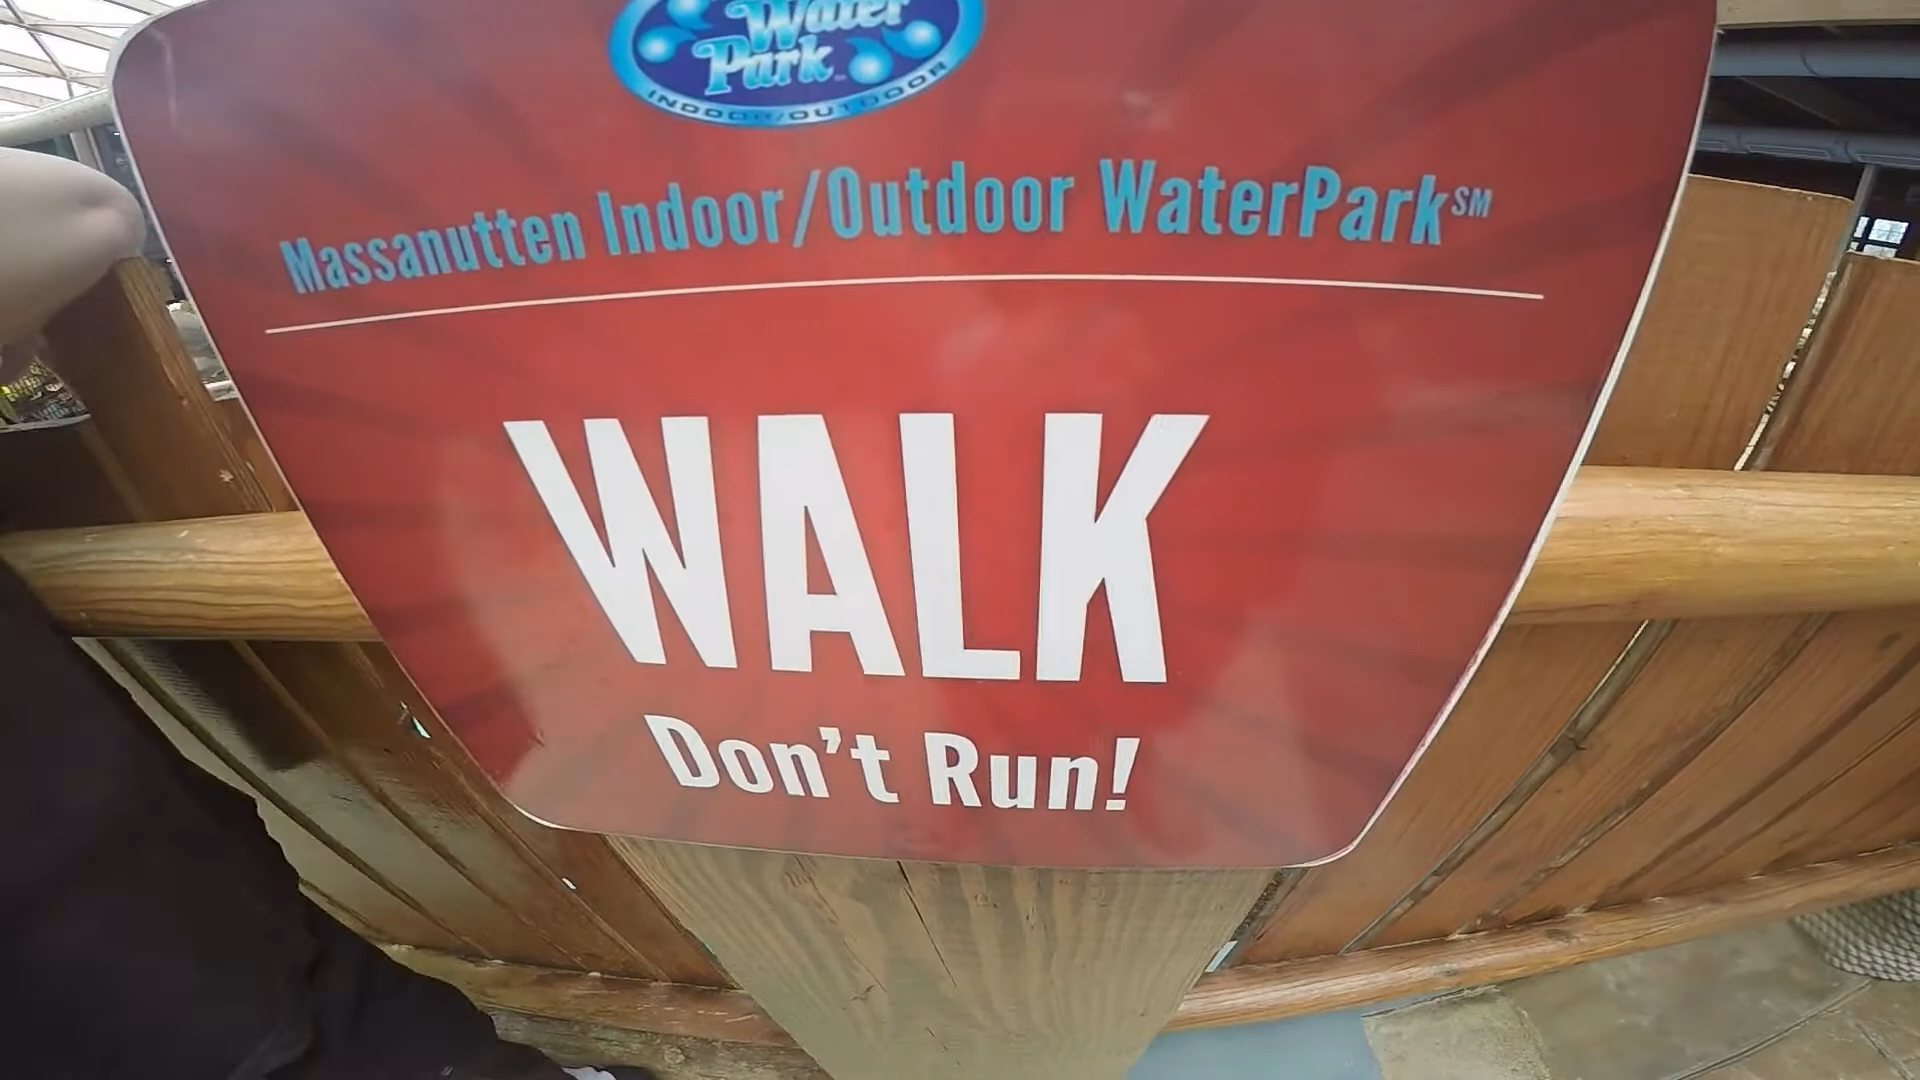 Water
Park
INDOOR/OUTDOOR
Massanutten Indoor/Outdoor WaterPark℠
WALK
Don't Run!